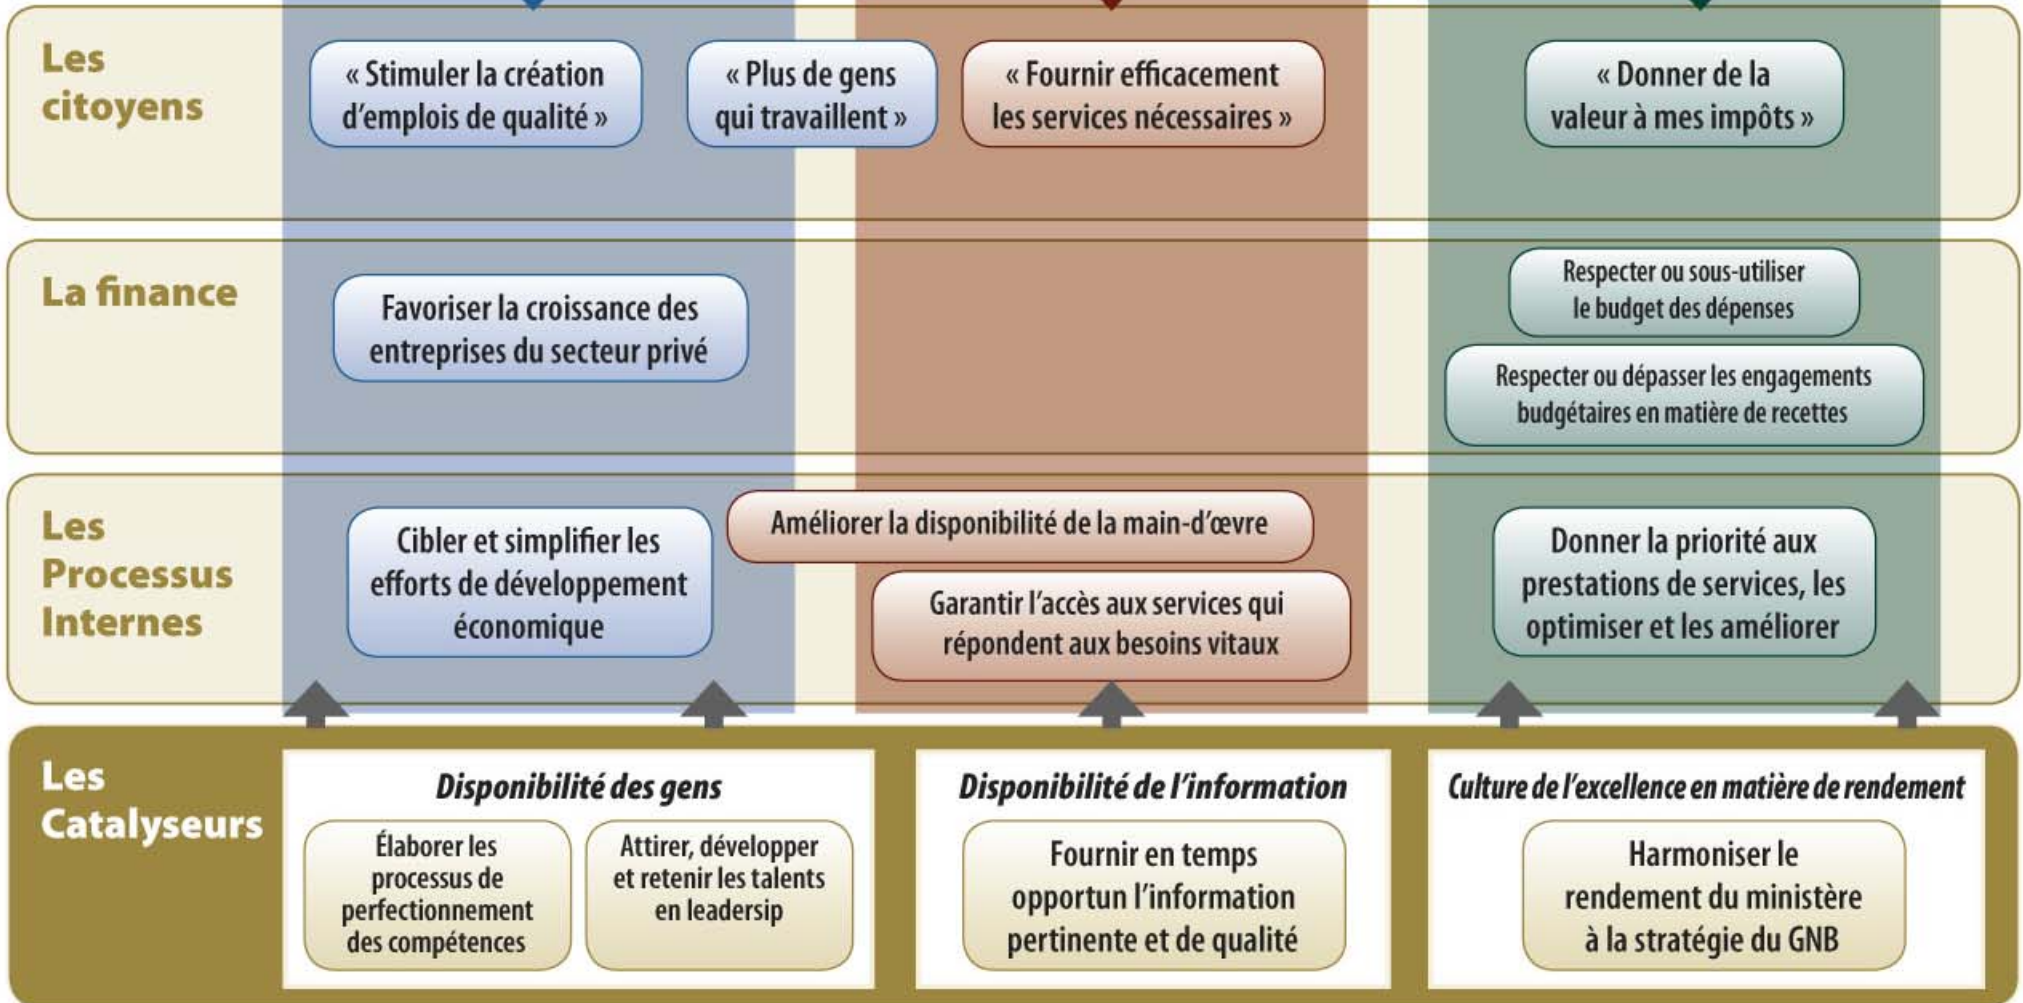 Les
citoyens
« Stimuler la création
d'emplois de qualité »
« Plus de gens
qui travaillent »
« Fournir efficacement
les services nécessaires »
« Donner de la
valeur à mes impôts »
La finance
Favoriser la croissance des
entreprises du secteur privé
Respecter ou sous-utiliser
le budget des dépenses
Respecter ou dépasser les engagements
budgétaires en matière de recettes
Les
Processus
Internes
Cibler et simplifier les
efforts de développement
économique
Améliorer la disponibilité de la main-d'œvre
Garantir l'accès aux services qui
répondent aux besoins vitaux
Donner la priorité aux
prestations de services, les
optimiser et les améliorer
Les
Catalyseurs
Disponibilité des gens
Élaborer les
processus de
perfectionnement
des compétences
Attirer, développer
et retenir les talents
en leadersip
Disponibilité de l'information
Fournir en temps
opportun l'information
pertinente et de qualité
Culture de l'excellence en matière de rendement
Harmoniser le
rendement du ministère
à la stratégie du GNB